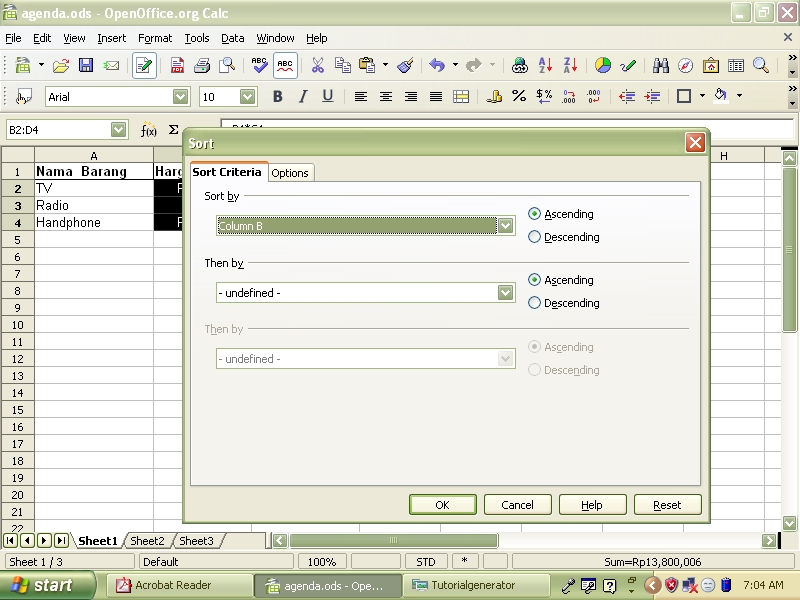 agenda.ods - OpenOffice.org Calc
File Edit View Insert Format Tools Data Window Help
Arial 10 B I U
B2:D4 f(x) Σ
Sort
A H
1 Nama Barang Harg
2 TV
3 Radio
4 Handphone
5
6
7
8
9
10
11
12
13
14
15
16
17
18
19
20
21
22
Sort Criteria Options
Sort by
Column B
Ascending
Descending
Then by
- undefined -
Ascending
Descending
Then by
- undefined -
Ascending
Descending
OK Cancel Help Reset
Sheet1 Sheet2 Sheet3
Sheet 1 / 3 Default 100% STD * Sum=Rp13,800,006
start Acrobat Reader agenda.ods - Ope... Tutorialgenerator 7:04 AM